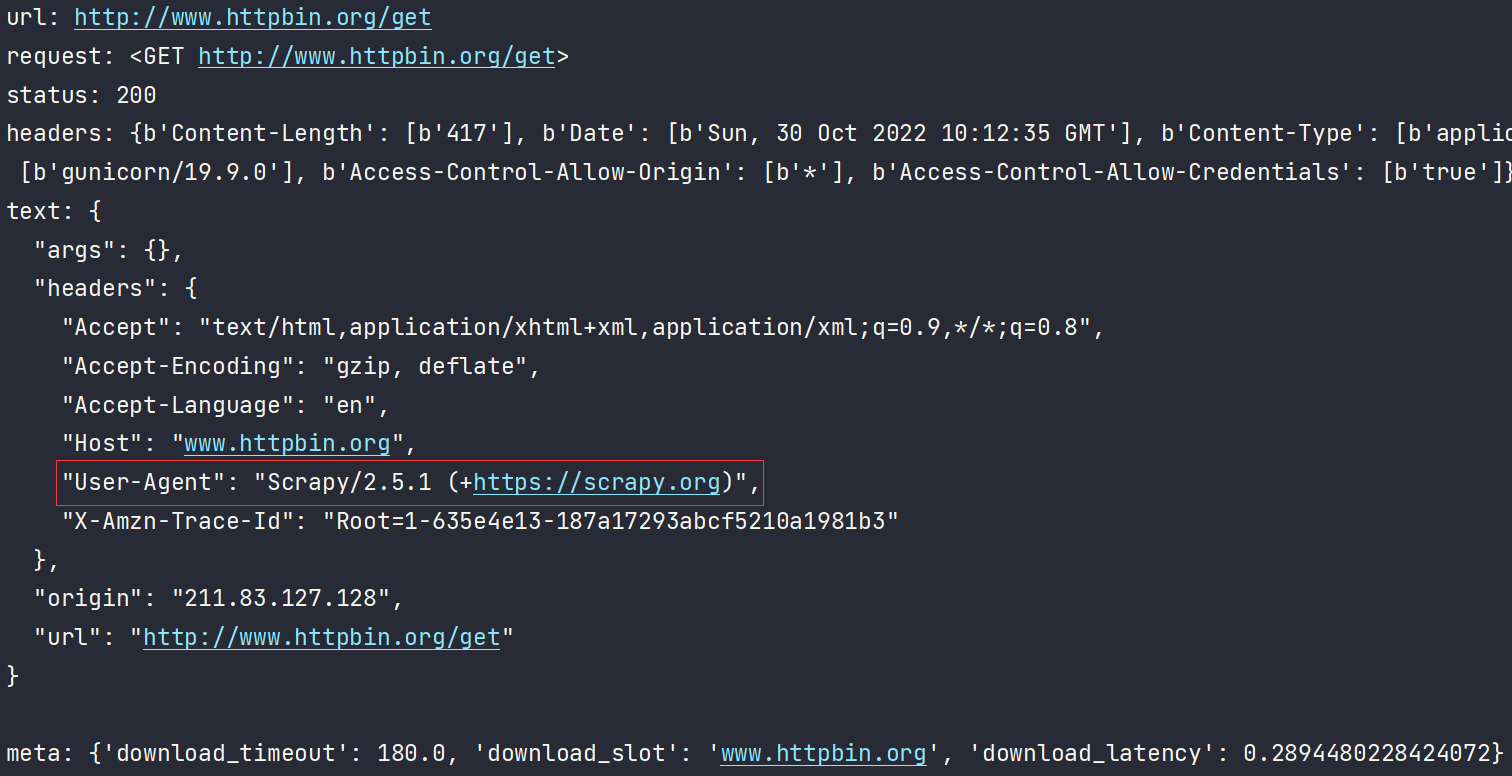 url: http://www.httpbin.org/get
request: <GET http://www.httpbin.org/get>
status: 200
headers: {b'Content-Length': [b'417'], b'Date': [b'Sun, 30 Oct 2022 10:12:35 GMT'], b'Content-Type': [b'applic
 [b'gunicorn/19.9.0'], b'Access-Control-Allow-Origin': [b'*'], b'Access-Control-Allow-Credentials': [b'true']}
text: {
  "args": {},
  "headers": {
    "Accept": "text/html,application/xhtml+xml,application/xml;q=0.9,*/*;q=0.8",
    "Accept-Encoding": "gzip, deflate",
    "Accept-Language": "en",
    "Host": "www.httpbin.org",
    "User-Agent": "Scrapy/2.5.1 (+https://scrapy.org)",
    "X-Amzn-Trace-Id": "Root=1-635e4e13-187a17293abcf5210a1981b3"
  },
  "origin": "211.83.127.128",
  "url": "http://www.httpbin.org/get"
}
meta: {'download_timeout': 180.0, 'download_slot': 'www.httpbin.org', 'download_latency': 0.2894480228424072}